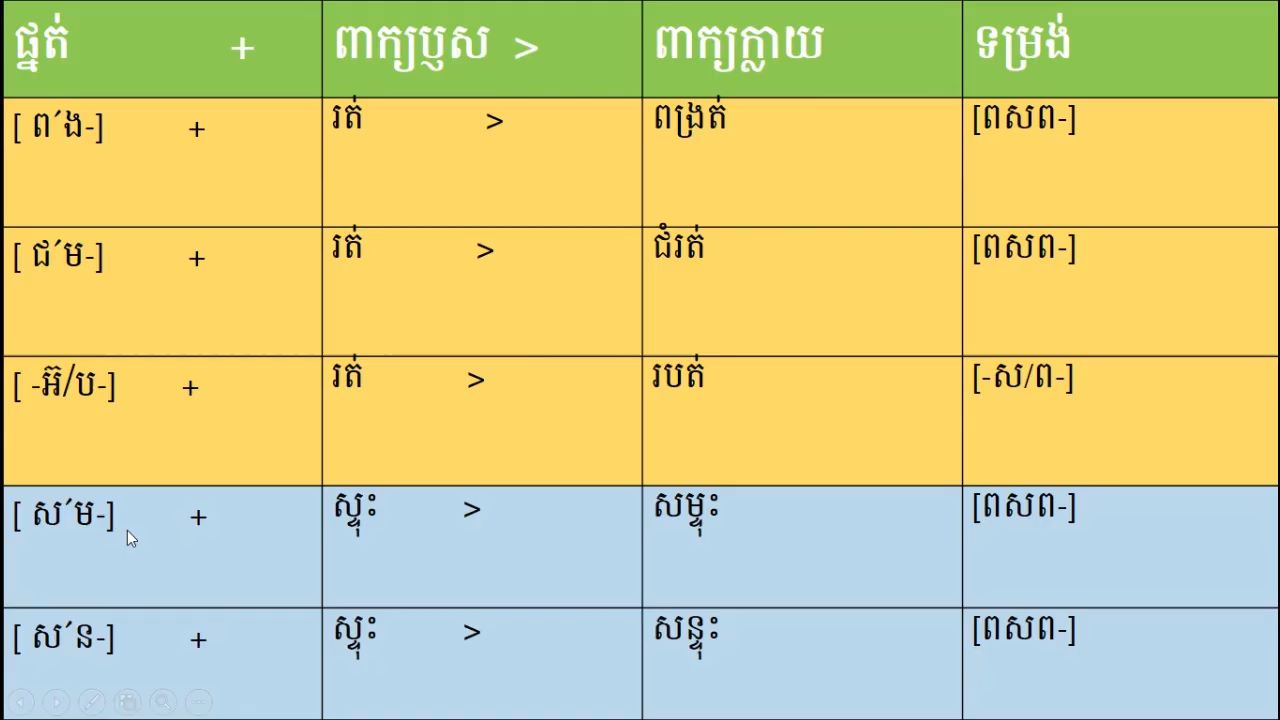 ផ្នត់ + ពាក្យប្ញស > ពាក្យក្លាយ ទម្រង់
[ ព´ង-] + រត់ > ពង្រត់ [ពសព-]
[ ជ´ម-] + រត់ > ជំរត់ [ពសព-]
[ -អ៊/ប-] + រត់ > របត់ [-ស/ព-]
[ ស´ម-] + ស្ទុះ > សម្ទុះ [ពសព-]
[ ស´ន-] + ស្ទុះ > សន្ទុះ [ពសព-]